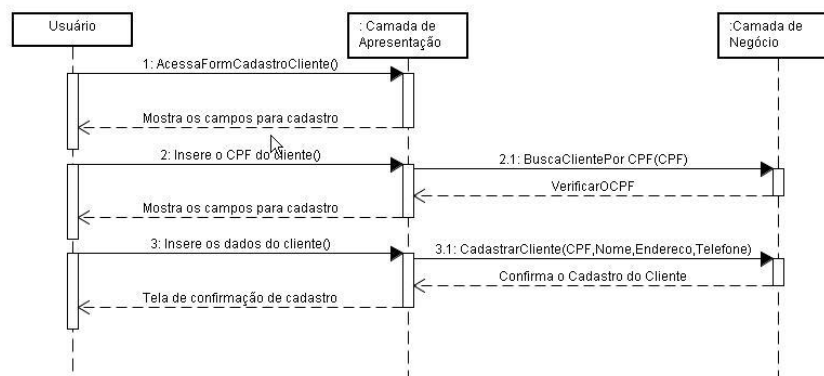 Usuário
: Camada de
Apresentação
:Camada de
Negócio
1: AcessaFormCadastroCliente()
Mostra os campos para cadastro
2: Insere o CPF do cliente()
2.1: BuscaClientePor CPF(CPF)
VerificarOCPF
Mostra os campos para cadastro
3: Insere os dados do cliente()
3.1: CadastrarCliente(CPF,Nome,Endereco,Telefone)
Confirma o Cadastro do Cliente
Tela de confirmação de cadastro